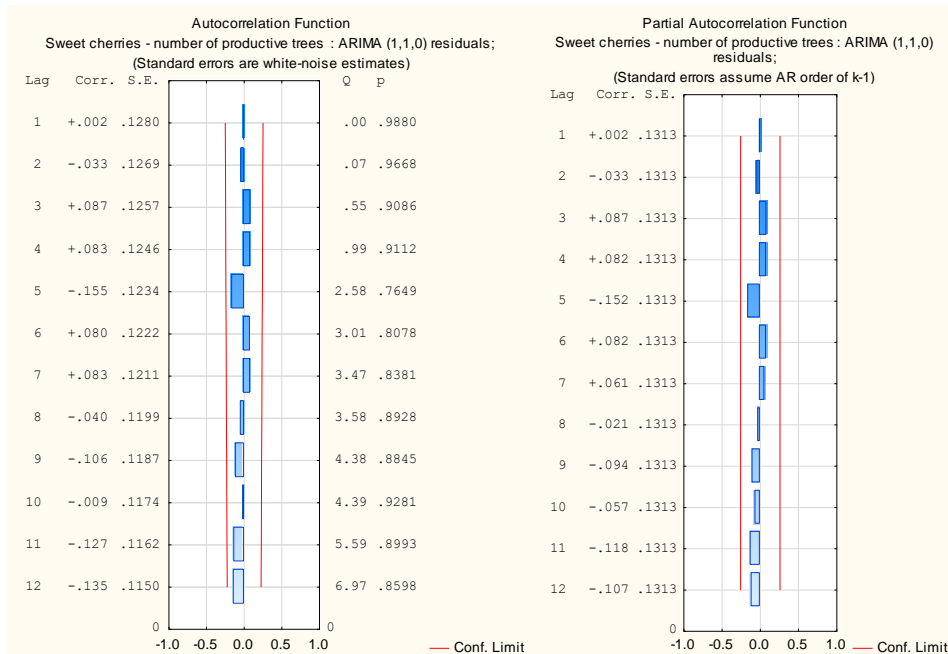 Autocorrelation Function
Sweet cherries - number of productive trees : ARIMA (1,1,0) residuals;
(Standard errors are white-noise estimates)
Lag Corr. S.E. Q p
1 +.002 .1280 .00 .9880
2 -.033 .1269 .07 .9668
3 +.087 .1257 .55 .9086
4 +.083 .1246 .99 .9112
5 -.155 .1234 2.58 .7649
6 +.080 .1222 3.01 .8078
7 +.083 .1211 3.47 .8381
8 -.040 .1199 3.58 .8928
9 -.106 .1187 4.38 .8845
10 -.009 .1174 4.39 .9281
11 -.127 .1162 5.59 .8993
12 -.135 .1150 6.97 .8598
0 0
-1.0 -0.5 0.0 0.5 1.0
Conf. Limit
Partial Autocorrelation Function
Sweet cherries - number of productive trees : ARIMA (1,1,0)
residuals;
(Standard errors assume AR order of k-1)
Lag Corr. S.E.
1 +.002 .1313
2 -.033 .1313
3 +.087 .1313
4 +.082 .1313
5 -.152 .1313
6 +.082 .1313
7 +.061 .1313
8 -.021 .1313
9 -.094 .1313
10 -.057 .1313
11 -.118 .1313
12 -.107 .1313
0
-1.0 -0.5 0.0 0.5 1.0
Conf. Limit